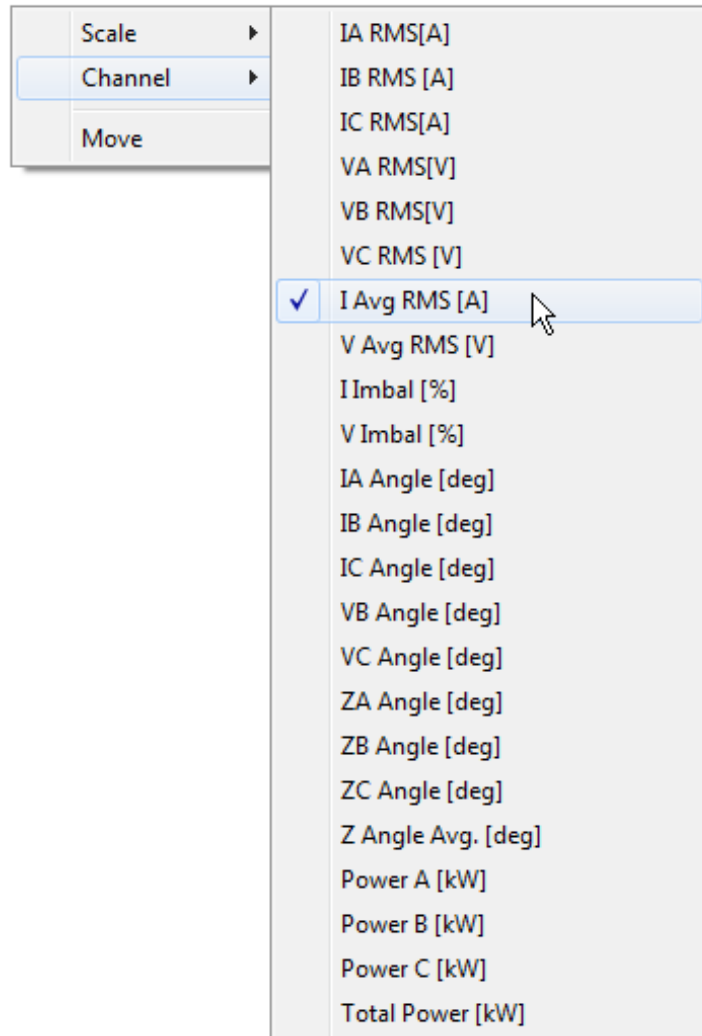 Scale
Channel
Move
IA RMS[A]
IB RMS [A]
IC RMS[A]
VA RMS[V]
VB RMS[V]
VC RMS [V]
I Avg RMS [A]
V Avg RMS [V]
I Imbal [%]
V Imbal [%]
IA Angle [deg]
IB Angle [deg]
IC Angle [deg]
VB Angle [deg]
VC Angle [deg]
ZA Angle [deg]
ZB Angle [deg]
ZC Angle [deg]
Z Angle Avg. [deg]
Power A [kW]
Power B [kW]
Power C [kW]
Total Power [kW]